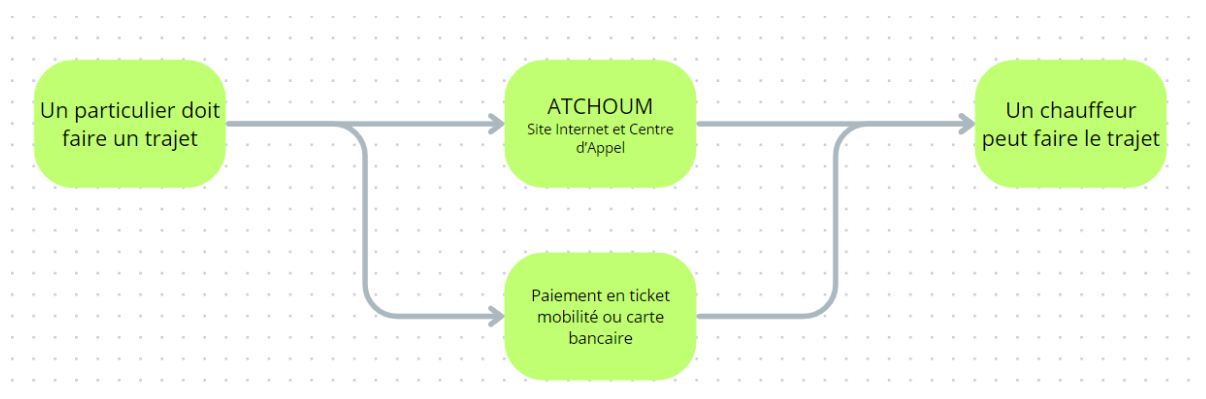 Un particulier doit
faire un trajet
ATCHOUM
Site Internet et Centre
d'Appel
Un chauffeur
peut faire le trajet
Paiement en ticket
mobilité ou carte
bancaire